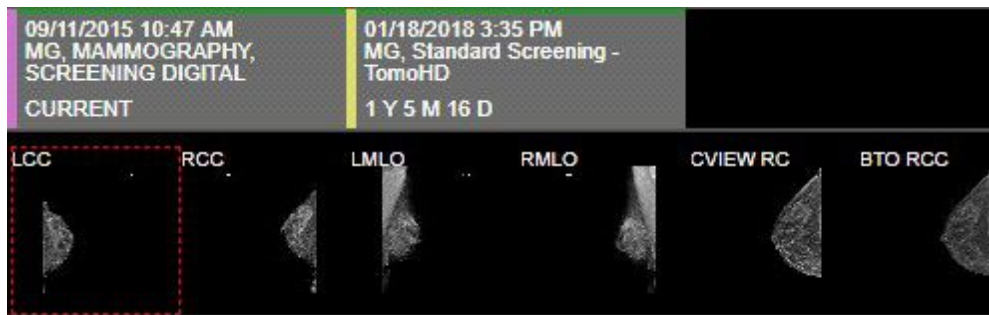 09/11/2015 10:47 AM
MG, MAMMOGRAPHY,
SCREENING DIGITAL
CURRENT
01/18/2018 3:35 PM
MG, Standard Screening -
TomoHD
1 Y 5 M 16 D
LCC RCC LMLO RMLO CVIEW RC BTO RCC